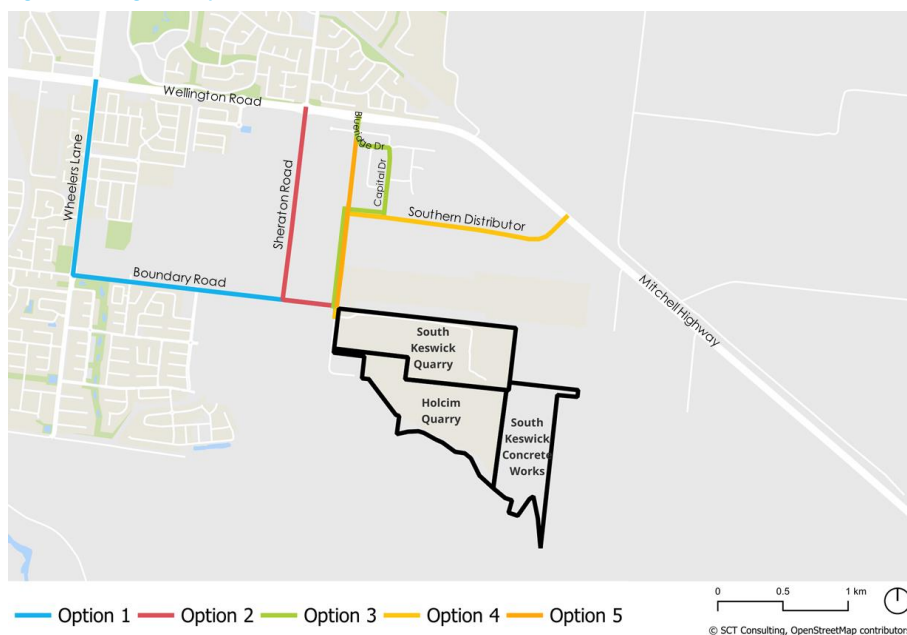 Wellington Road
Blueridge Dr
Capital Dr
Wheelers Lane
Sheraton Road
Southern Distributor
Boundary Road
Mitchell Highway
South
Keswick
Quarry
Holcim
Quarry
South
Keswick
Concrete
Works
Option 1
Option 2
Option 3
Option 4
Option 5
0 0.5 1 km
© SCT Consulting, OpenStreetMap contributors